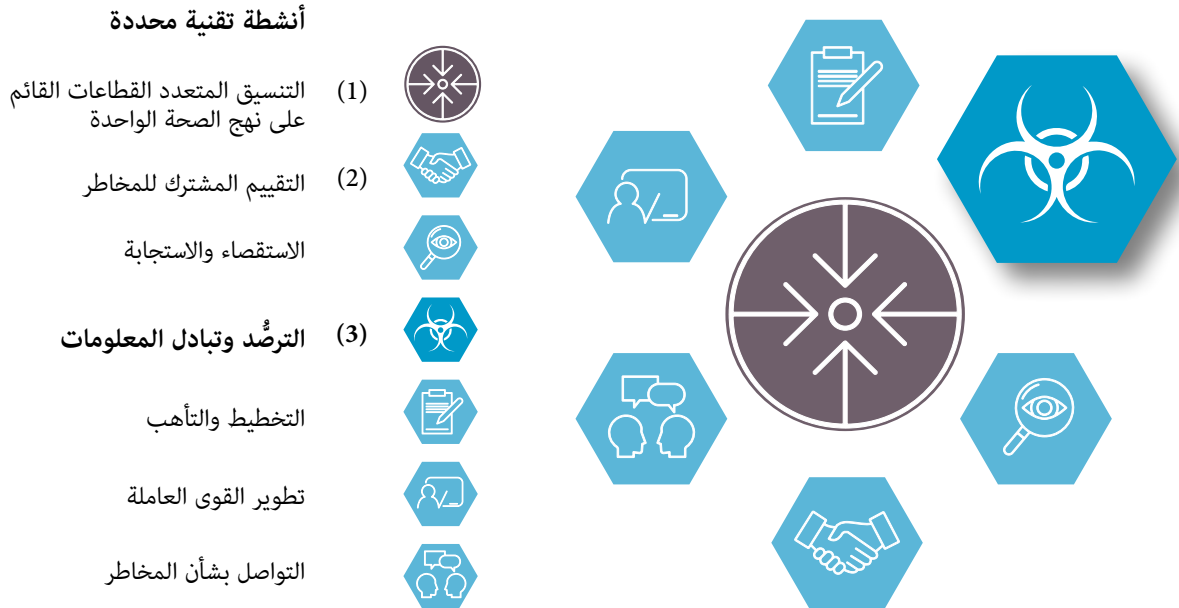 أنشطة تقنية محددة
(1) التنسيق المتعدد القطاعات القائم
على نهج الصحة الواحدة
(2) التقييم المشترك للمخاطر
الاستقصاء والاستجابة
(3) الترصُّد وتبادل المعلومات
التخطيط والتأهب
تطوير القوى العاملة
التواصل بشأن المخاطر